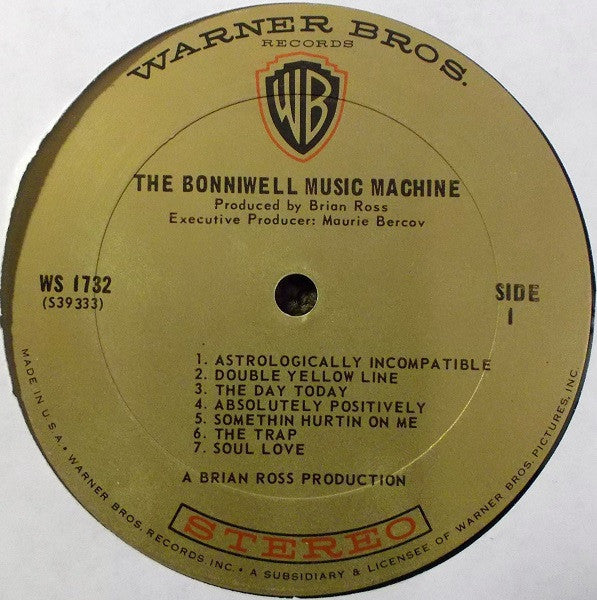 WARNER BROS.
RECORDS
WB
THE BONNIWELL MUSIC MACHINE
Produced by Brian Ross
Executive Producer: Maurie Bercov
WS 1732
(S39333)
SIDE
1
1. ASTROLOGICALLY INCOMPATIBLE
2. DOUBLE YELLOW LINE
3. THE DAY TODAY
4. ABSOLUTELY POSITIVELY
5. SOMETHIN HURTIN ON ME
6. THE TRAP
7. SOUL LOVE
A BRIAN ROSS PRODUCTION
STEREO
MADE IN U.S.A. • WARNER BROS. RECORDS, INC. • A SUBSIDIARY & LICENSEE OF WARNER BROS. PICTURES, INC.